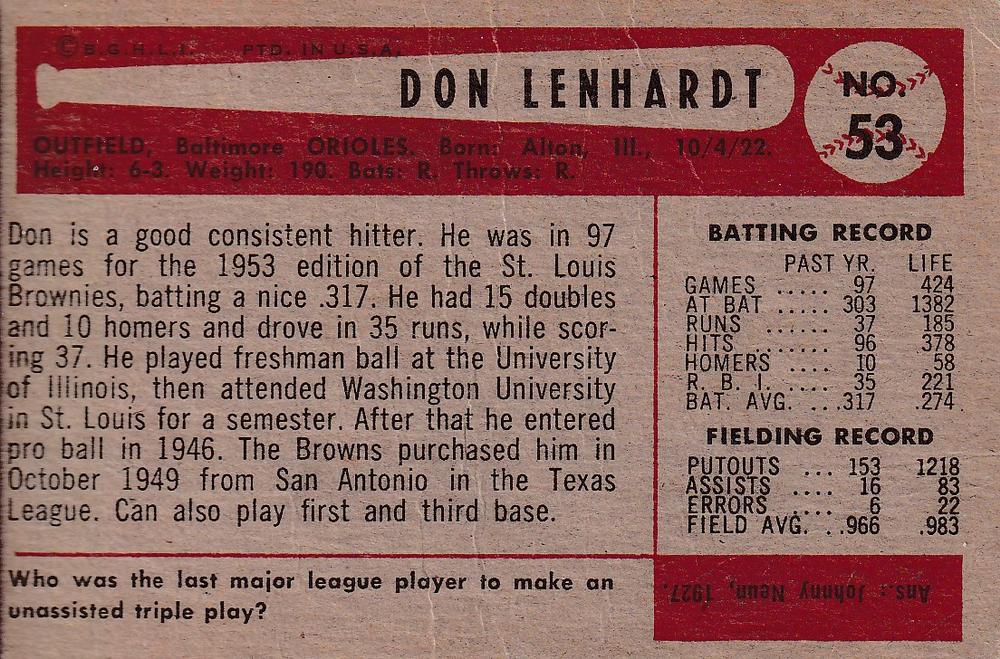 © B.G.H.L.I. PTD. IN U.S.A.
DON LENHARDT
NO.
53
OUTFIELD, Baltimore ORIOLES. Born: Alton, Ill., 10/4/22.
Height: 6-3. Weight: 190. Bats: R. Throws: R.
Don is a good consistent hitter. He was in 97
games for the 1953 edition of the St. Louis
Brownies, batting a nice .317. He had 15 doubles
and 10 homers and drove in 35 runs, while scor-
ing 37. He played freshman ball at the University
of Illinois, then attended Washington University
in St. Louis for a semester. After that he entered
pro ball in 1946. The Browns purchased him in
October 1949 from San Antonio in the Texas
League. Can also play first and third base.
BATTING RECORD
PAST YR. LIFE
GAMES ..... 97 424
AT BAT ..... 303 1382
RUNS ...... 37 185
HITS ........ 96 378
HOMERS .... 10 58
R. B. I. .... 35 221
BAT. AVG. ...317 .274
FIELDING RECORD
PUTOUTS ... 153 1218
ASSISTS .... 16 83
ERRORS .... 6 22
FIELD AVG. ..966 .983
Who was the last major league player to make an
unassisted triple play?
Ans.: Johnny Neun, 1927.